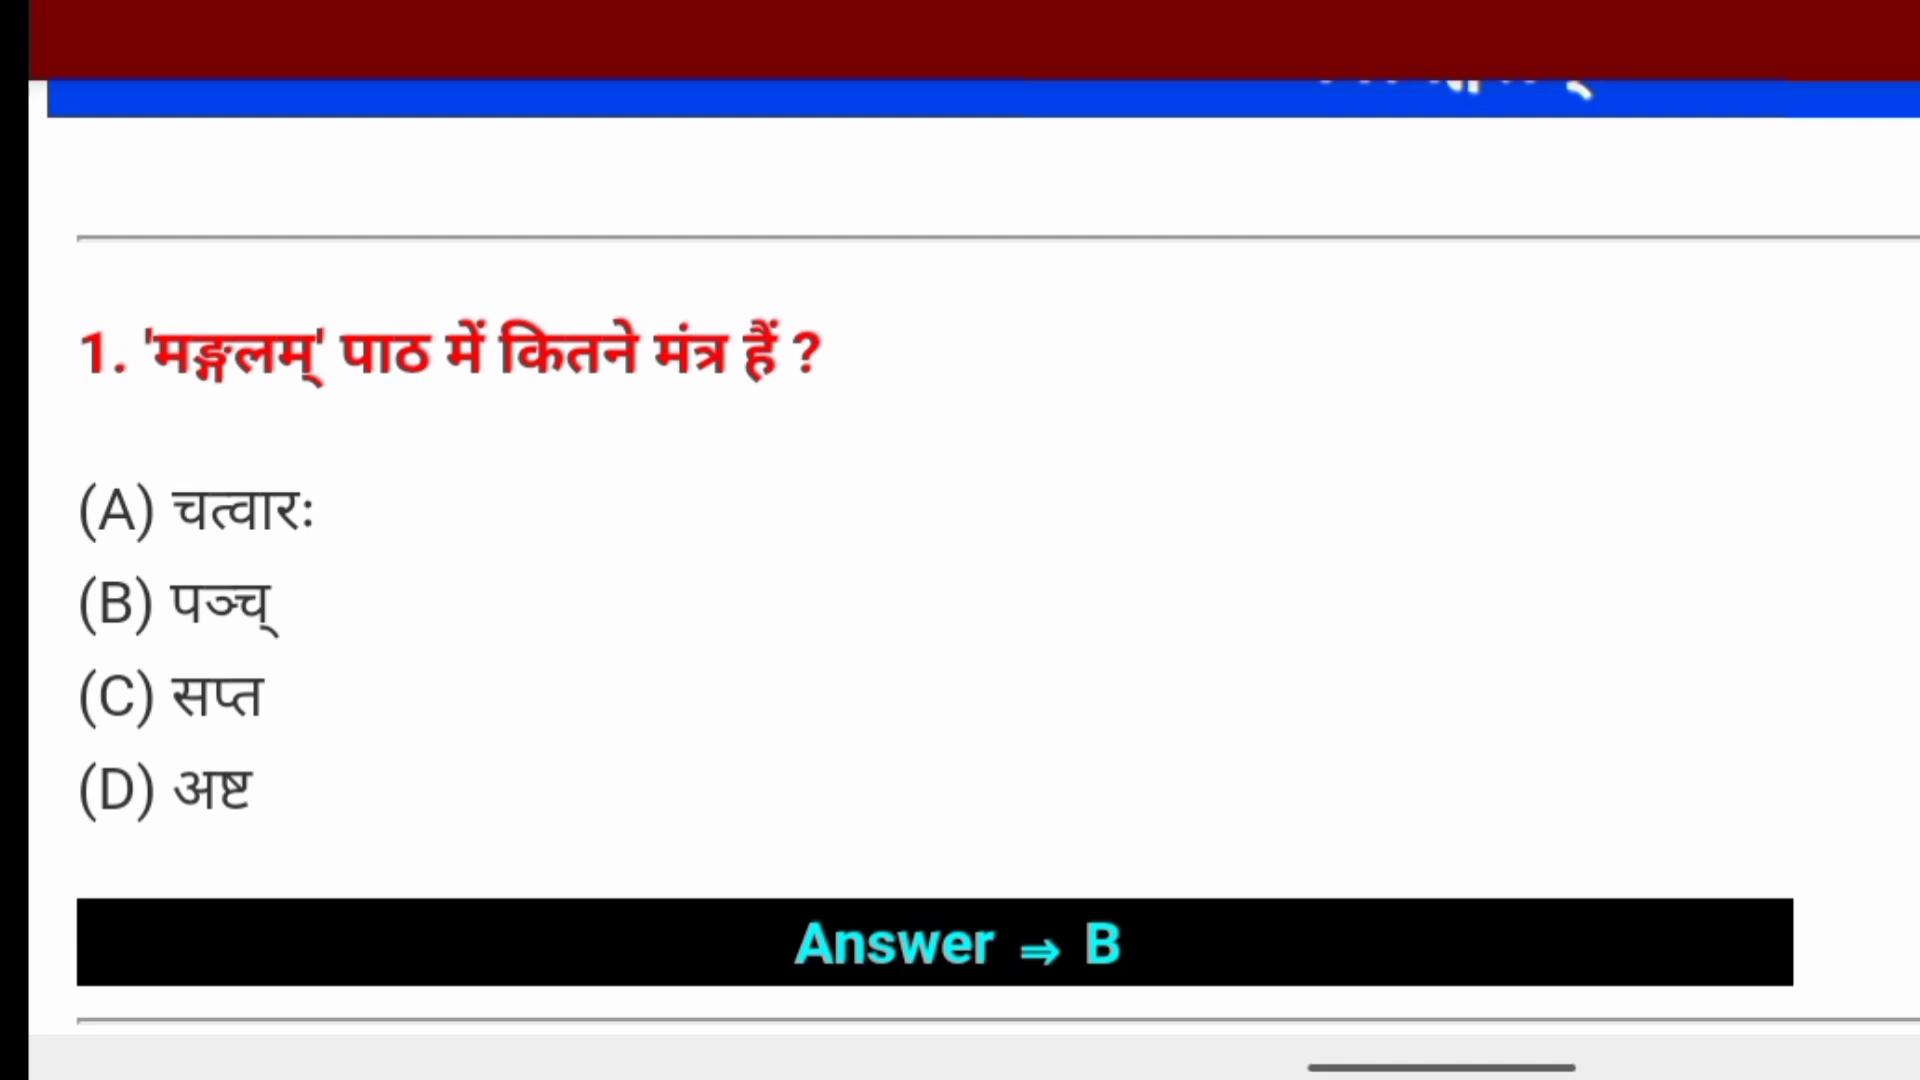 1. 'मङ्गलम्' पाठ में कितने मंत्र हैं ?
(A) चत्वारः
(B) पञ्च्
(C) सप्त
(D) अष्ट
Answer ⇒ B